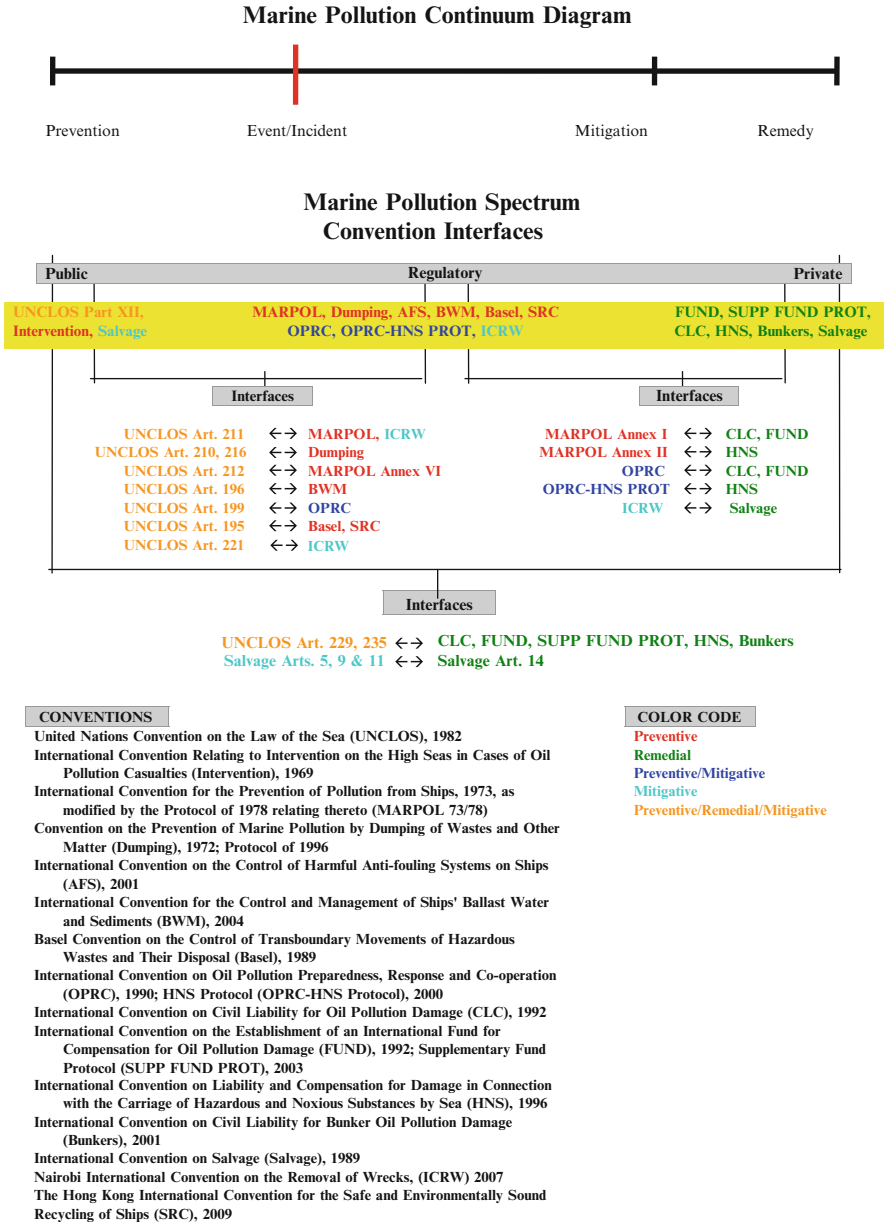 Marine Pollution Continuum Diagram
Prevention Event/Incident Mitigation Remedy
Marine Pollution Spectrum
Convention Interfaces
Public Regulatory Private
UNCLOS Part XII, MARPOL, Dumping, AFS, BWM, Basel, SRC FUND, SUPP FUND PROT,
Intervention, Salvage OPRC, OPRC-HNS PROT, ICRW CLC, HNS, Bunkers, Salvage
Interfaces Interfaces
UNCLOS Art. 211 ←→ MARPOL, ICRW MARPOL Annex I ←→ CLC, FUND
UNCLOS Art. 210, 216 ←→ Dumping MARPOL Annex II ←→ HNS
UNCLOS Art. 212 ←→ MARPOL Annex VI OPRC ←→ CLC, FUND
UNCLOS Art. 196 ←→ BWM OPRC-HNS PROT ←→ HNS
UNCLOS Art. 199 ←→ OPRC ICRW ←→ Salvage
UNCLOS Art. 195 ←→ Basel, SRC
UNCLOS Art. 221 ←→ ICRW
Interfaces
UNCLOS Art. 229, 235 ←→ CLC, FUND, SUPP FUND PROT, HNS, Bunkers
Salvage Arts. 5, 9 & 11 ←→ Salvage Art. 14
CONVENTIONS
United Nations Convention on the Law of the Sea (UNCLOS), 1982
International Convention Relating to Intervention on the High Seas in Cases of Oil
Pollution Casualties (Intervention), 1969
International Convention for the Prevention of Pollution from Ships, 1973, as
modified by the Protocol of 1978 relating thereto (MARPOL 73/78)
Convention on the Prevention of Marine Pollution by Dumping of Wastes and Other
Matter (Dumping), 1972; Protocol of 1996
International Convention on the Control of Harmful Anti-fouling Systems on Ships
(AFS), 2001
International Convention for the Control and Management of Ships' Ballast Water
and Sediments (BWM), 2004
Basel Convention on the Control of Transboundary Movements of Hazardous
Wastes and Their Disposal (Basel), 1989
International Convention on Oil Pollution Preparedness, Response and Co-operation
(OPRC), 1990; HNS Protocol (OPRC-HNS Protocol), 2000
International Convention on Civil Liability for Oil Pollution Damage (CLC), 1992
International Convention on the Establishment of an International Fund for
Compensation for Oil Pollution Damage (FUND), 1992; Supplementary Fund
Protocol (SUPP FUND PROT), 2003
International Convention on Liability and Compensation for Damage in Connection
with the Carriage of Hazardous and Noxious Substances by Sea (HNS), 1996
International Convention on Civil Liability for Bunker Oil Pollution Damage
(Bunkers), 2001
International Convention on Salvage (Salvage), 1989
Nairobi International Convention on the Removal of Wrecks, (ICRW) 2007
The Hong Kong International Convention for the Safe and Environmentally Sound
Recycling of Ships (SRC), 2009
COLOR CODE
Preventive
Remedial
Preventive/Mitigative
Mitigative
Preventive/Remedial/Mitigative